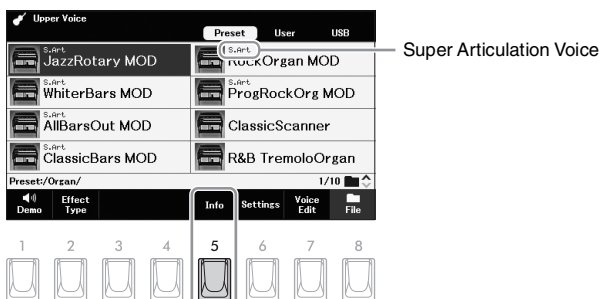 Upper Voice
Preset User USB
S.Art
JazzRotary MOD
S.Art
RockOrgan MOD
Super Articulation Voice
S.Art
WhiterBars MOD
S.Art
ProgRockOrg MOD
S.Art
AllBarsOut MOD
ClassicScanner
S.Art
ClassicBars MOD
R&B TremoloOrgan
Preset:/Organ/ 1/10
Demo Effect Type Info Settings Voice Edit File
1 2 3 4 5 6 7 8